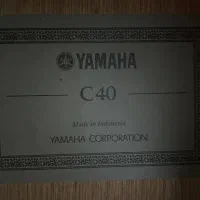 YAMAHA
C40
Made in Indonesia
YAMAHA CORPORATION